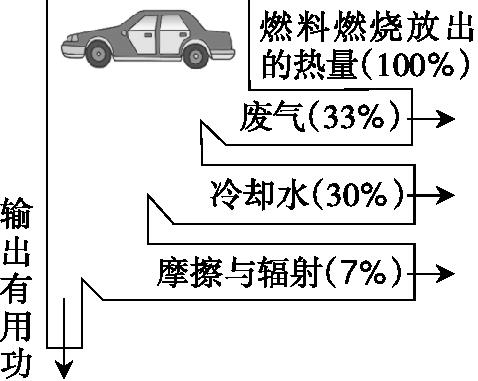 燃料燃烧放出
的热量(100%)
废气(33%)
冷却水(30%)
摩擦与辐射(7%)
输出有用功